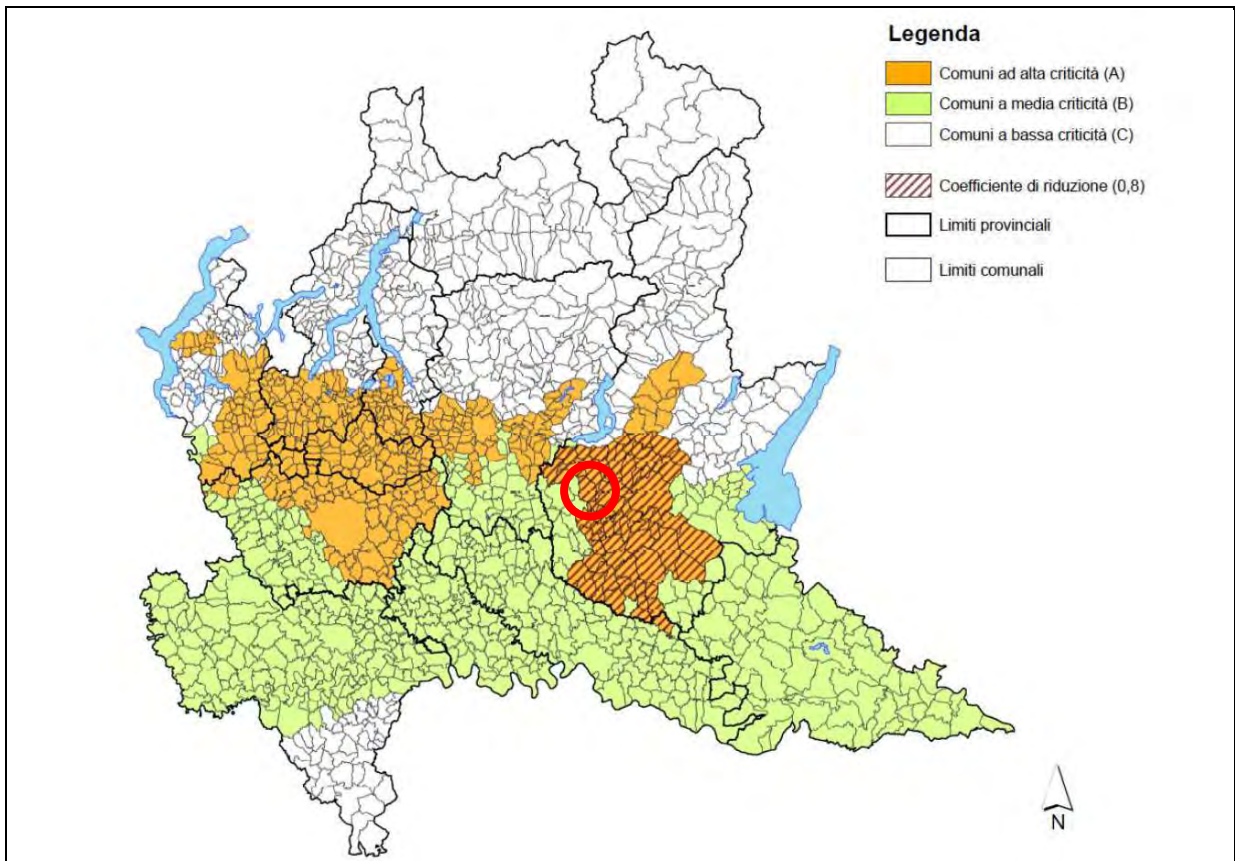 Legenda
Comuni ad alta criticità (A)
Comuni a media criticità (B)
Comuni a bassa criticità (C)
Coefficiente di riduzione (0,8)
Limiti provinciali
Limiti comunali
N